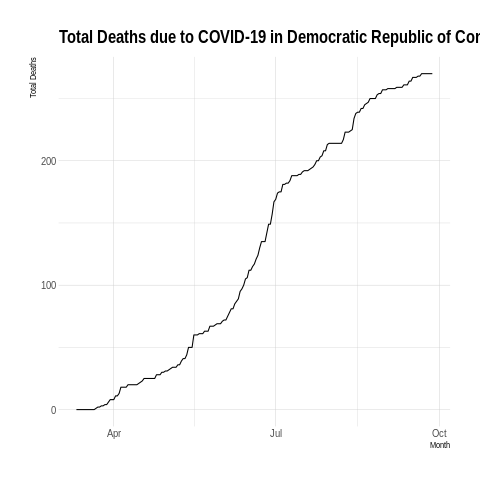 Total Deaths due to COVID-19 in Democratic Republic of Cor
Total Deaths
200
100
0
Apr
Jul
Oct
Month